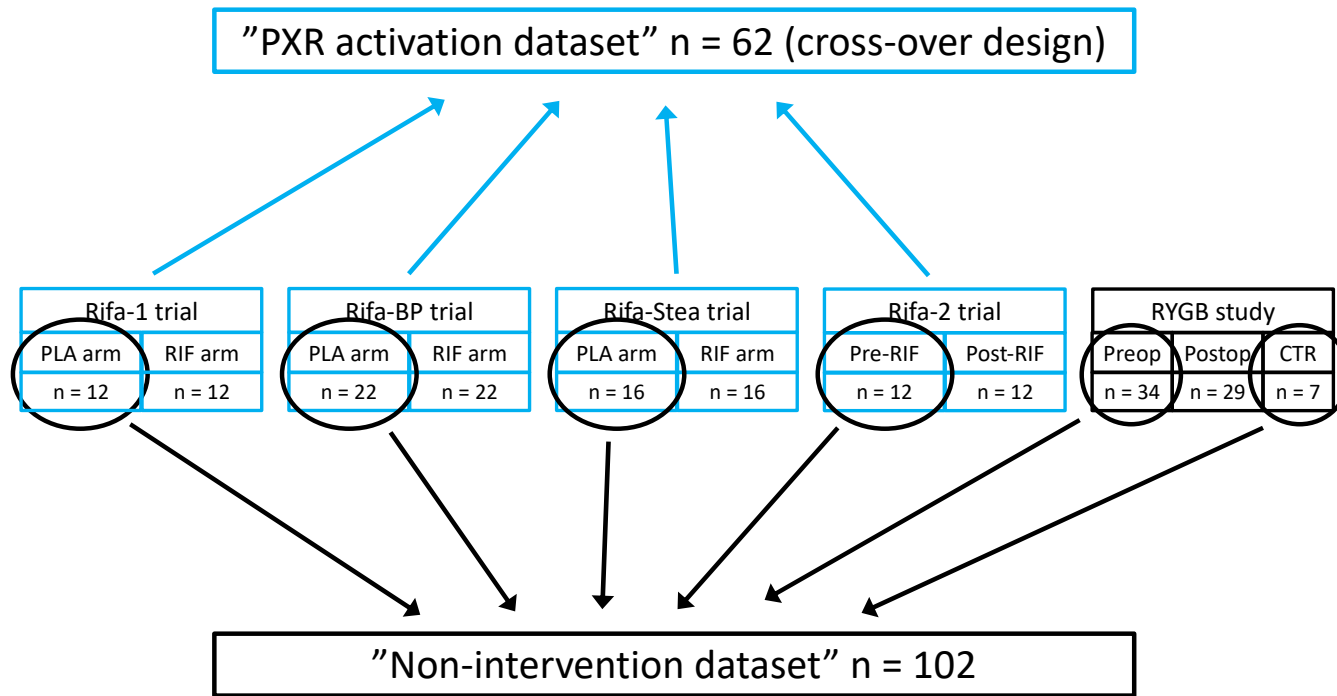 ”PXR activation dataset” n = 62 (cross-over design)
Rifa-1 trial
PLA arm RIF arm
n = 12 n = 12
Rifa-BP trial
PLA arm RIF arm
n = 22 n = 22
Rifa-Stea trial
PLA arm RIF arm
n = 16 n = 16
Rifa-2 trial
Pre-RIF Post-RIF
n = 12 n = 12
RYGB study
Preop Postop CTR
n = 34 n = 29 n = 7
”Non-intervention dataset” n = 102